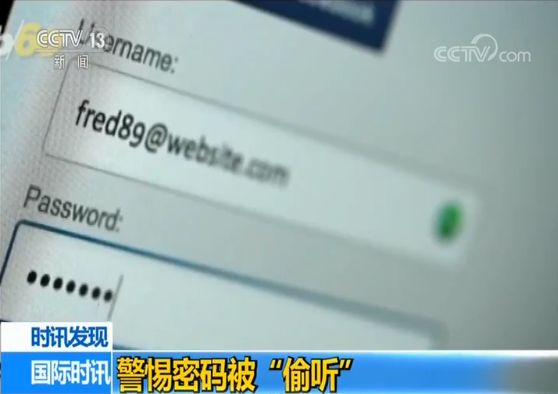 CCTV 13
新闻
CCTV com
Username:
fred89@website.com
Password:
时讯发现
国际时讯
警惕密码被“偷听”